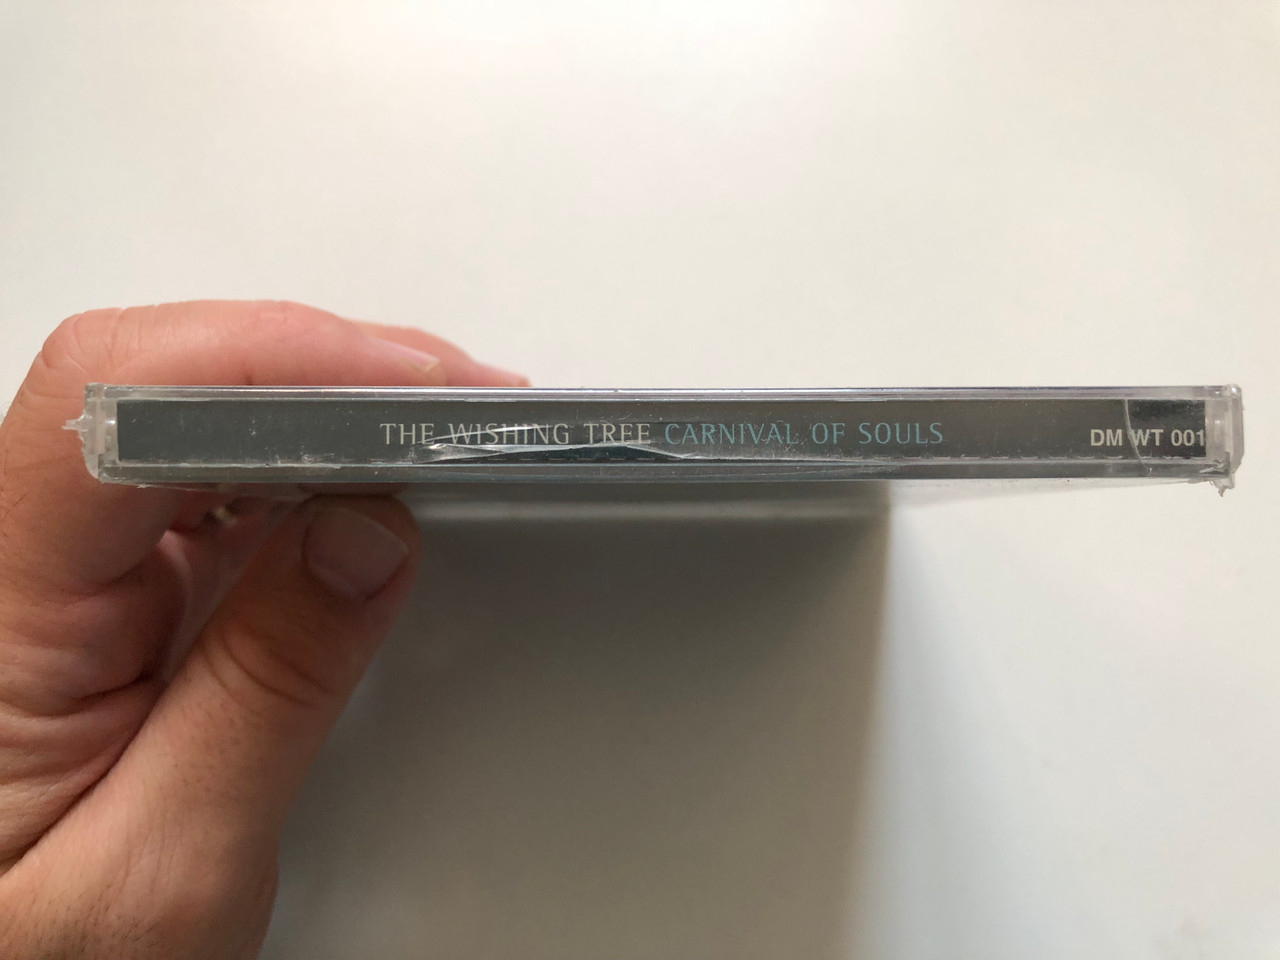 THE WISHING TREE CARNIVAL OF SOULS DM WT 001